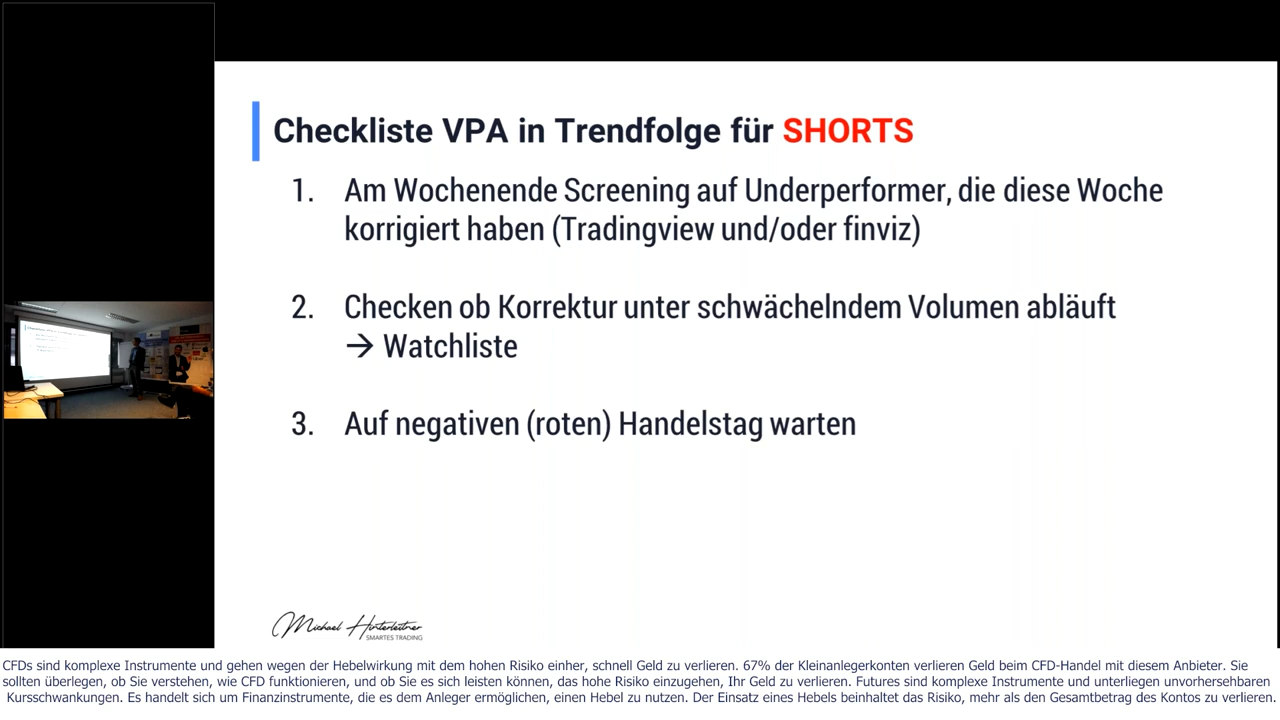 Checkliste VPA in Trendfolge für SHORTS
1. Am Wochenende Screening auf Underperformer, die diese Woche
korrigiert haben (Tradingview und/oder finviz)
2. Checken ob Korrektur unter schwächelndem Volumen abläuft
→ Watchliste
3. Auf negativen (roten) Handelstag warten
Michael Hinterleitner
SMARTES TRADING
CFDs sind komplexe Instrumente und gehen wegen der Hebelwirkung mit dem hohen Risiko einher, schnell Geld zu verlieren. 67% der Kleinanlegerkonten verlieren Geld beim CFD-Handel mit diesem Anbieter. Sie
sollten überlegen, ob Sie verstehen, wie CFD funktionieren, und ob Sie es sich leisten können, das hohe Risiko einzugehen, Ihr Geld zu verlieren. Futures sind komplexe Instrumente und unterliegen unvorhersehbaren
Kursschwankungen. Es handelt sich um Finanzinstrumente, die es dem Anleger ermöglichen, einen Hebel zu nutzen. Der Einsatz eines Hebels beinhaltet das Risiko, mehr als den Gesamtbetrag des Kontos zu verlieren.